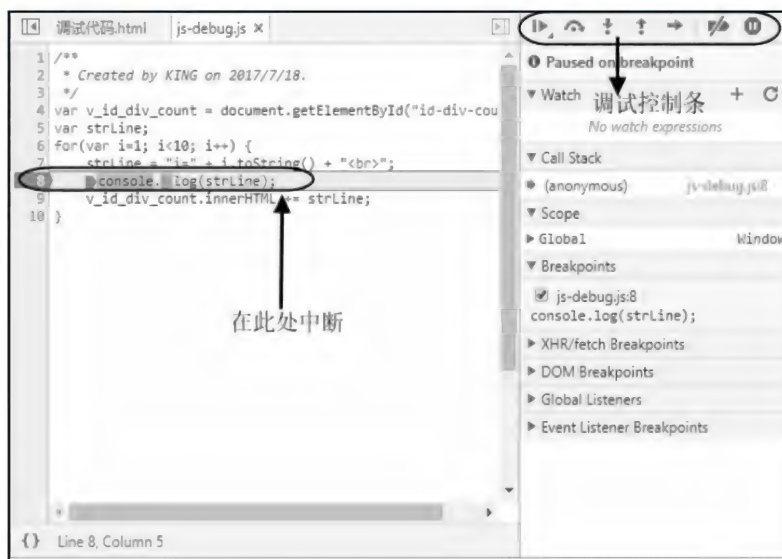 调试代码.html js-debug.js ×
1 /**
2 * Created by KING on 2017/7/18.
3 */
4 var v_id_div_count = document.getElementById("id-div-cou
5 var strLine;
6 for(var i=1; i<10; i++) {
7 strLine = "i=" + i.toString() + "<br>";
8 console.log(strLine);
9 v_id_div_count.innerHTML += strLine;
10 }
在此处中断
{} Line 8, Column 5
Paused on breakpoint
Watch
调试控制条
No watch expressions
Call Stack
(anonymous) js-debug.js:8
Scope
Global Window
Breakpoints
js-debug.js:8
console.log(strLine);
XHR/fetch Breakpoints
DOM Breakpoints
Global Listeners
Event Listener Breakpoints